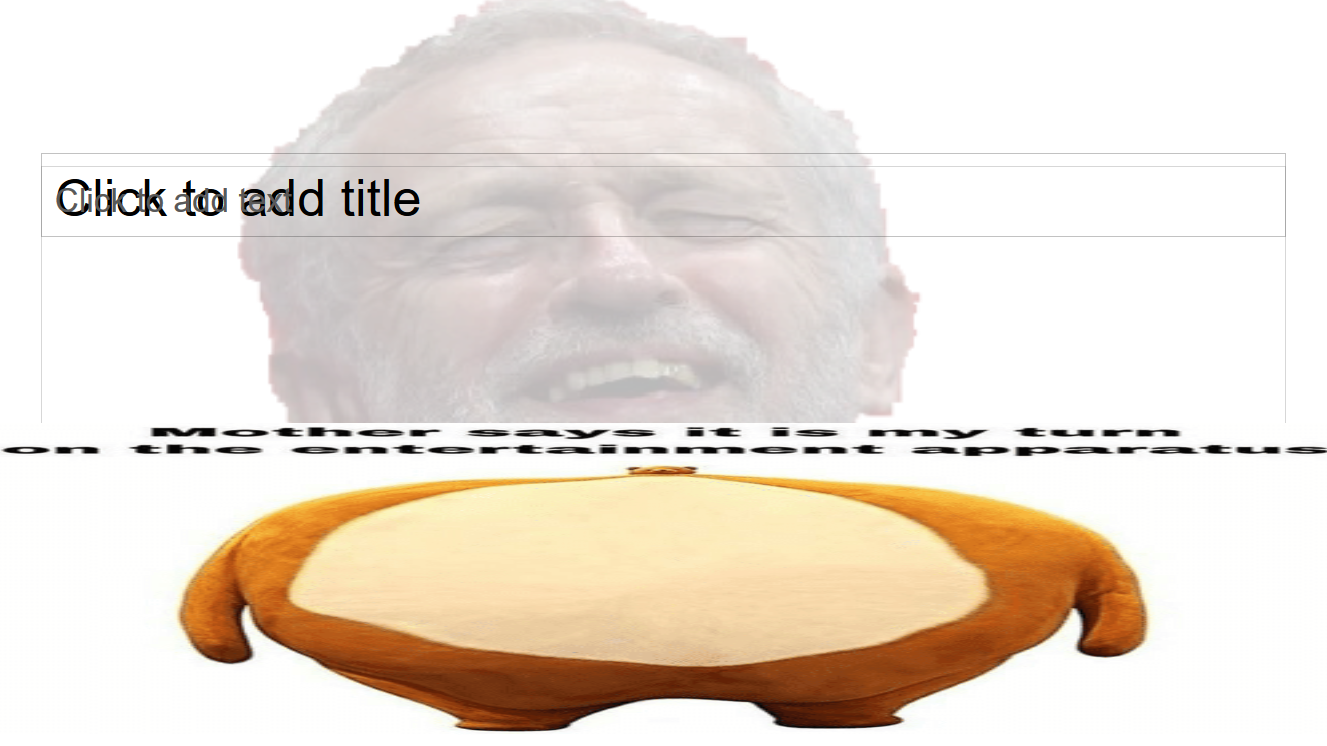 Click to add title
Click to add text
Mother says it is my turn
on the entertainment apparatus